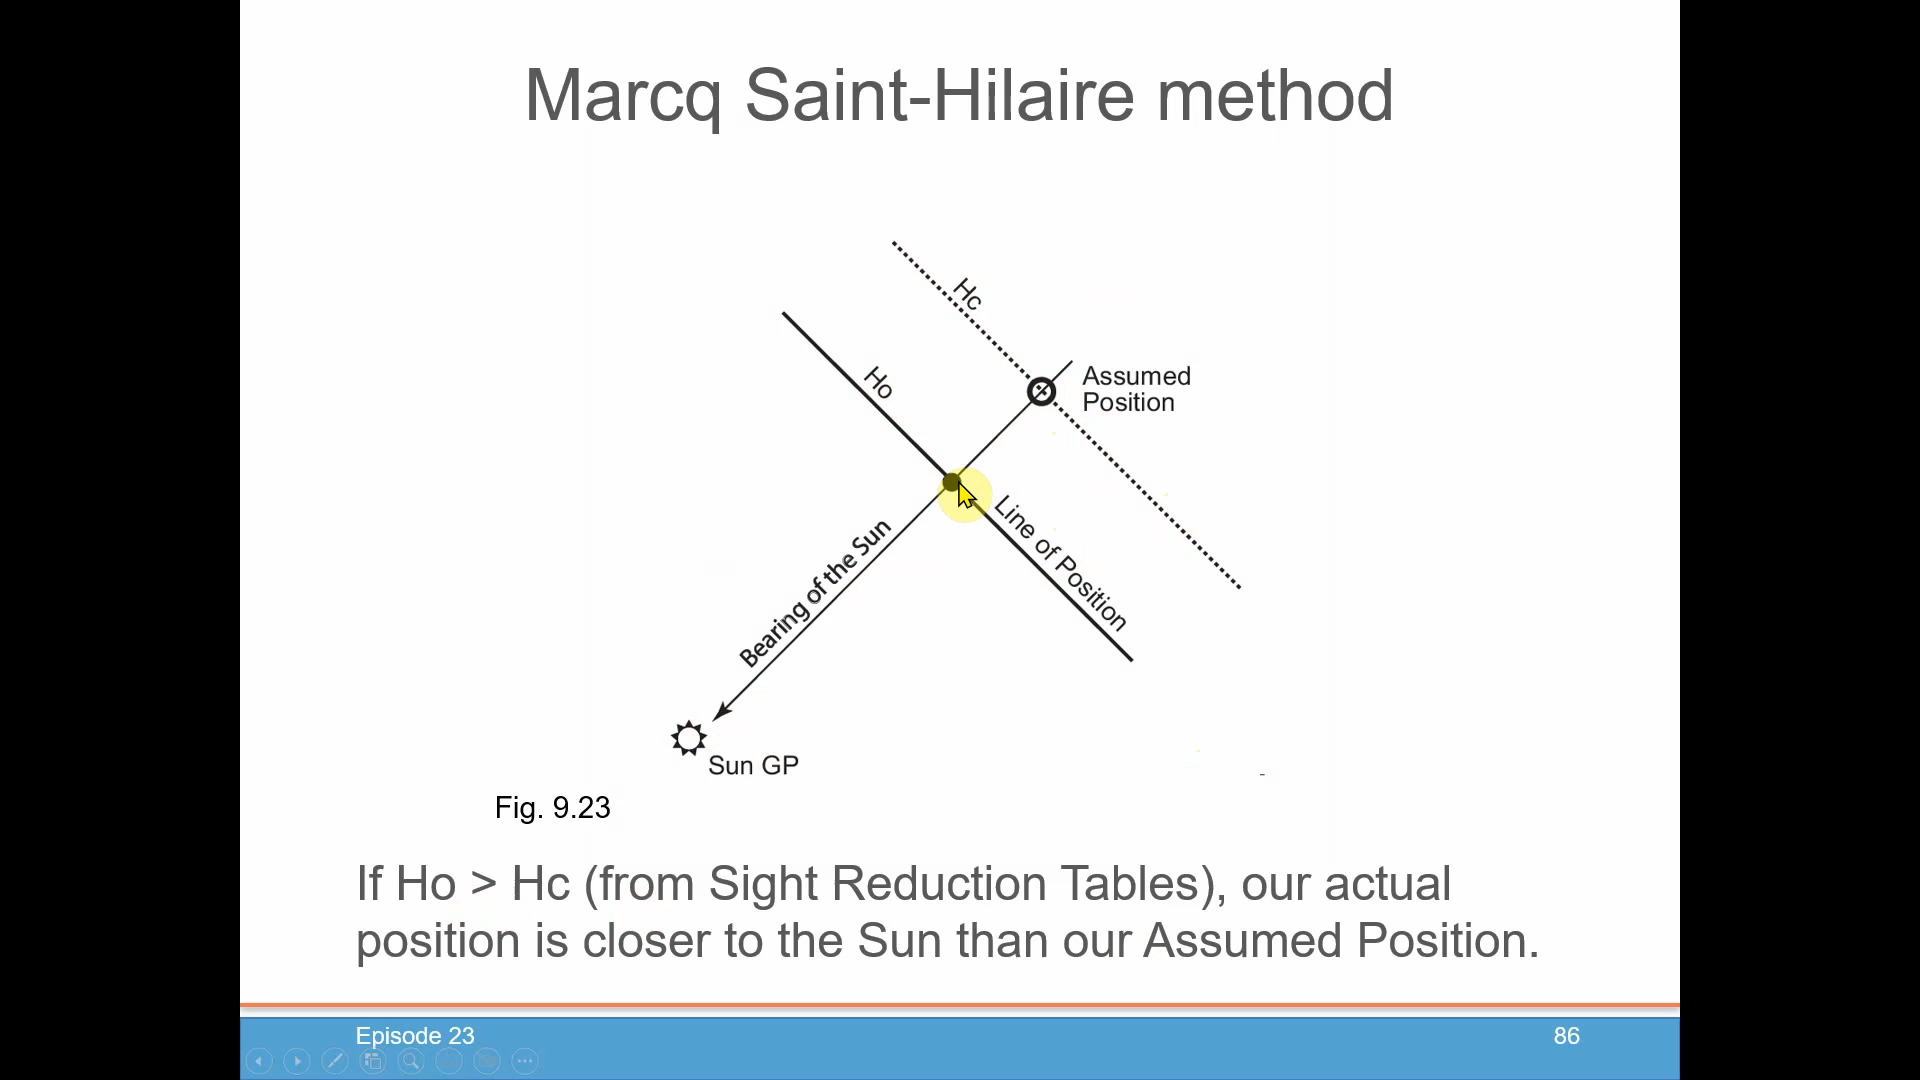 Marcq Saint-Hilaire method
Hc
Ho
Assumed
Position
Line of Position
Bearing of the Sun
Sun GP
Fig. 9.23
If Ho > Hc (from Sight Reduction Tables), our actual
position is closer to the Sun than our Assumed Position.
Episode 23
86